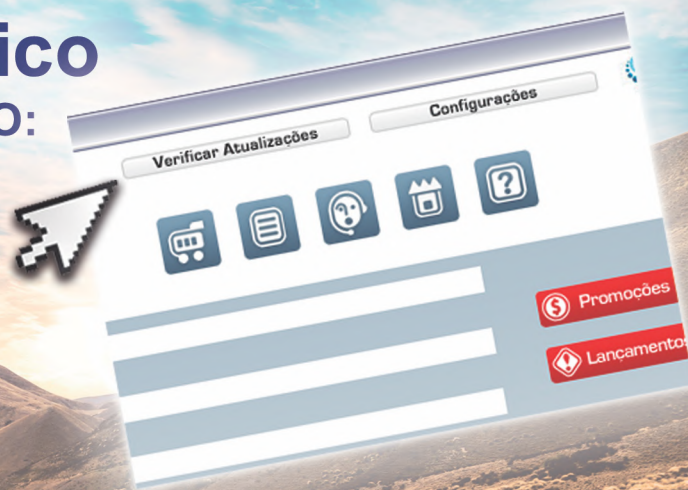 ico
O:
Verificar Atualizações
Configurações
Promoções
Lançamentos